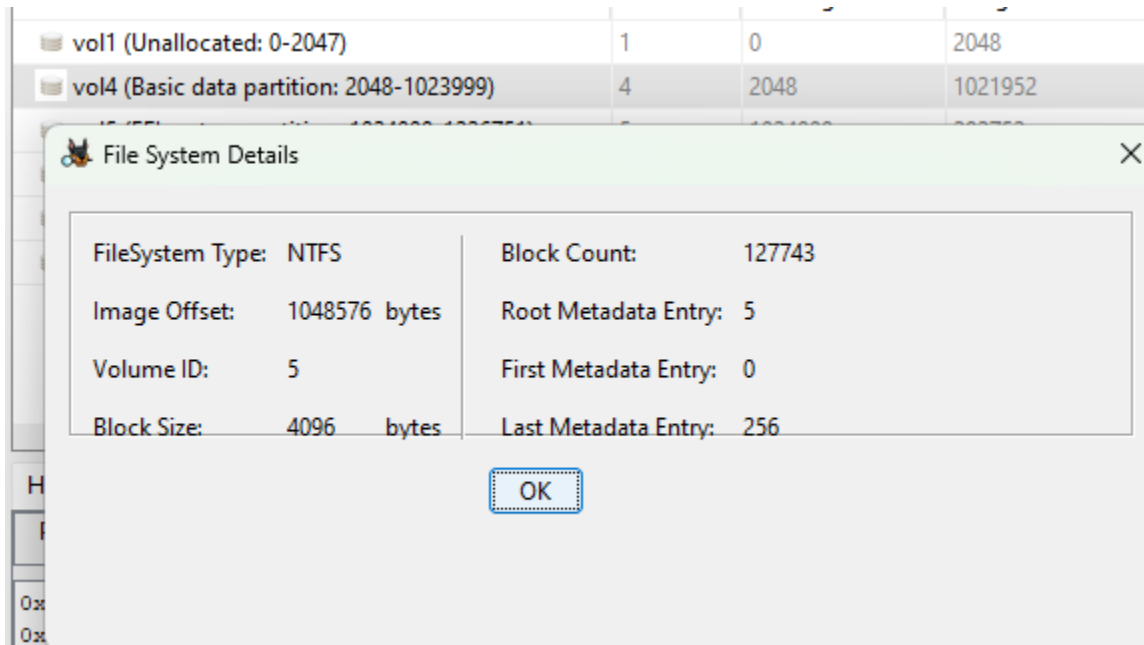 vol1 (Unallocated: 0-2047) 1 0 2048
vol4 (Basic data partition: 2048-1023999) 4 2048 1021952
File System Details
FileSystem Type: NTFS Block Count: 127743
Image Offset: 1048576 bytes Root Metadata Entry: 5
Volume ID: 5 First Metadata Entry: 0
Block Size: 4096 bytes Last Metadata Entry: 256
OK
H
0x
0x